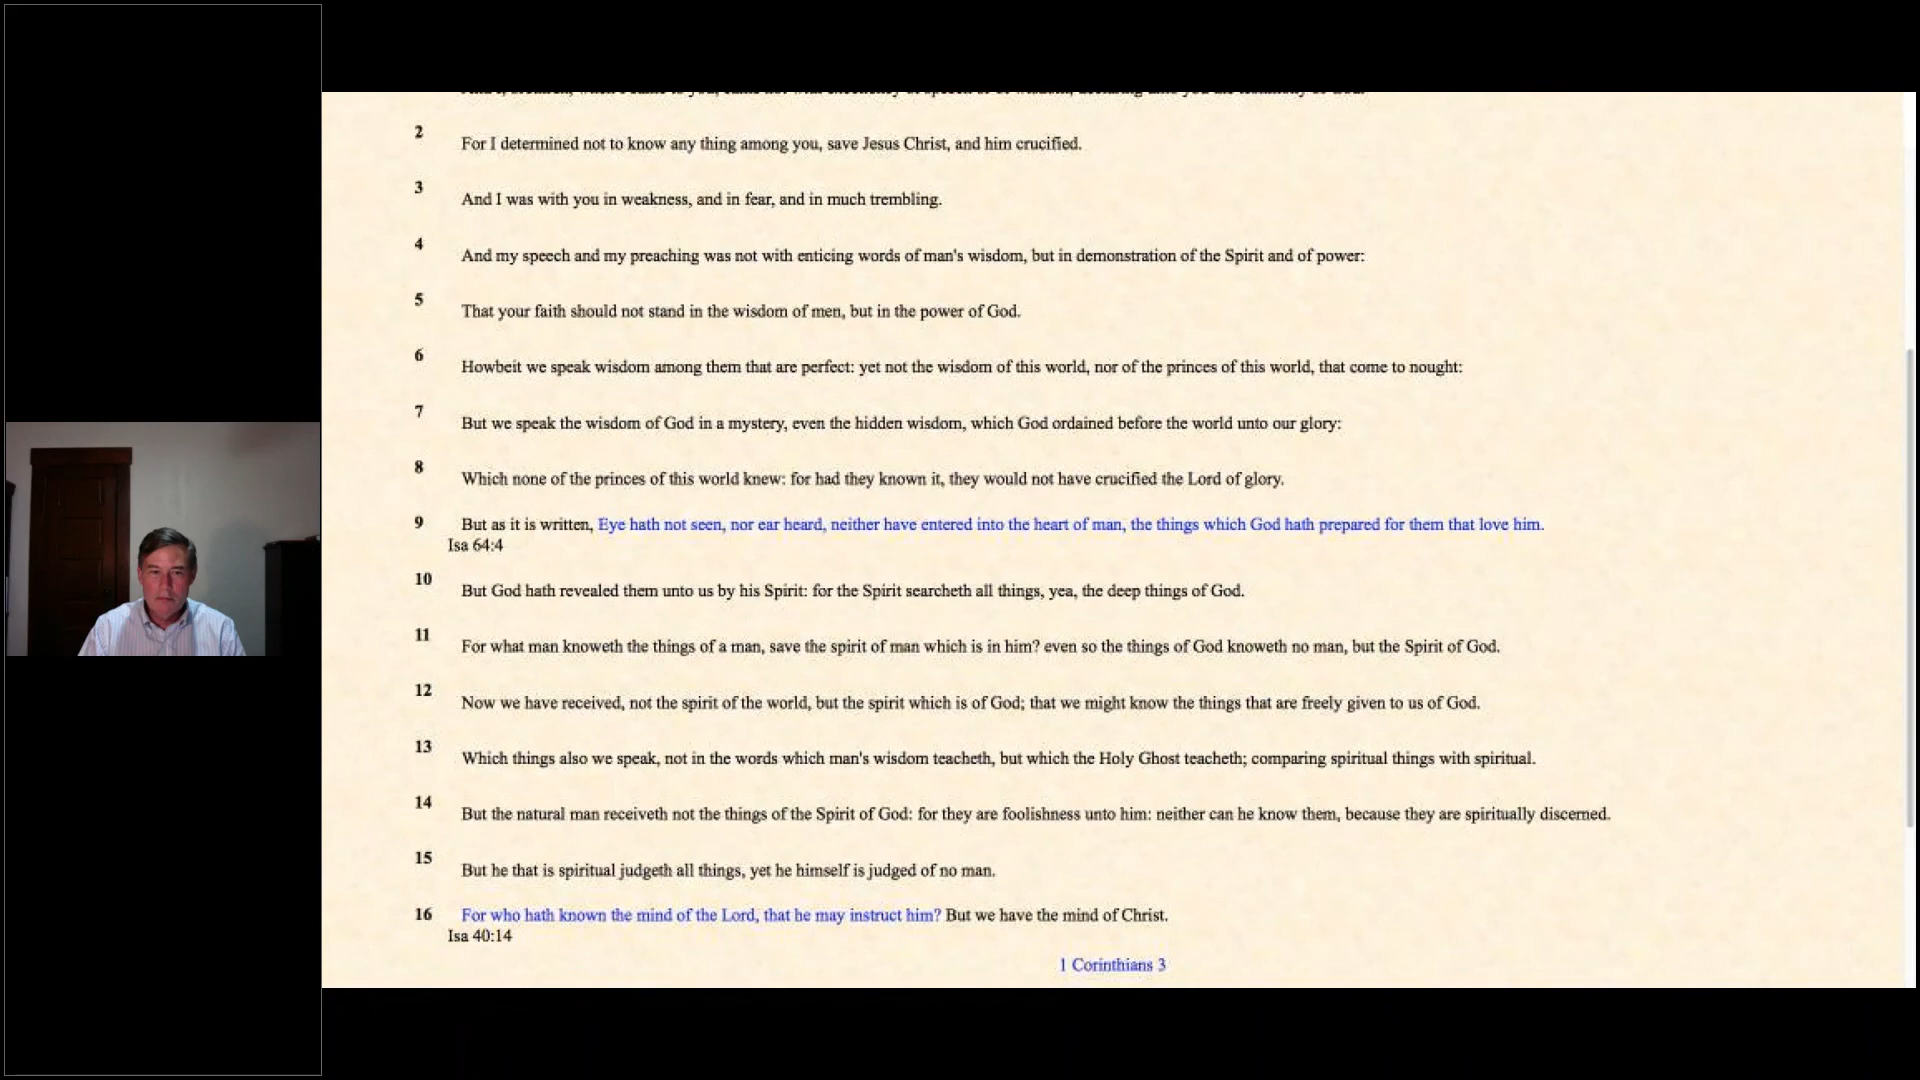 2
For I determined not to know any thing among you, save Jesus Christ, and him crucified.
3
And I was with you in weakness, and in fear, and in much trembling.
4
And my speech and my preaching was not with enticing words of man's wisdom, but in demonstration of the Spirit and of power:
5
That your faith should not stand in the wisdom of men, but in the power of God.
6
Howbeit we speak wisdom among them that are perfect: yet not the wisdom of this world, nor of the princes of this world, that come to nought:
7
But we speak the wisdom of God in a mystery, even the hidden wisdom, which God ordained before the world unto our glory:
8
Which none of the princes of this world knew: for had they known it, they would not have crucified the Lord of glory.
9 But as it is written, Eye hath not seen, nor ear heard, neither have entered into the heart of man, the things which God hath prepared for them that love him.
Isa 64:4
10
But God hath revealed them unto us by his Spirit: for the Spirit searcheth all things, yea, the deep things of God.
11
For what man knoweth the things of a man, save the spirit of man which is in him? even so the things of God knoweth no man, but the Spirit of God.
12
Now we have received, not the spirit of the world, but the spirit which is of God; that we might know the things that are freely given to us of God.
13
Which things also we speak, not in the words which man's wisdom teacheth, but which the Holy Ghost teacheth; comparing spiritual things with spiritual.
14
But the natural man receiveth not the things of the Spirit of God: for they are foolishness unto him: neither can he know them, because they are spiritually discerned.
15
But he that is spiritual judgeth all things, yet he himself is judged of no man.
16 For who hath known the mind of the Lord, that he may instruct him? But we have the mind of Christ.
Isa 40:14
1 Corinthians 3